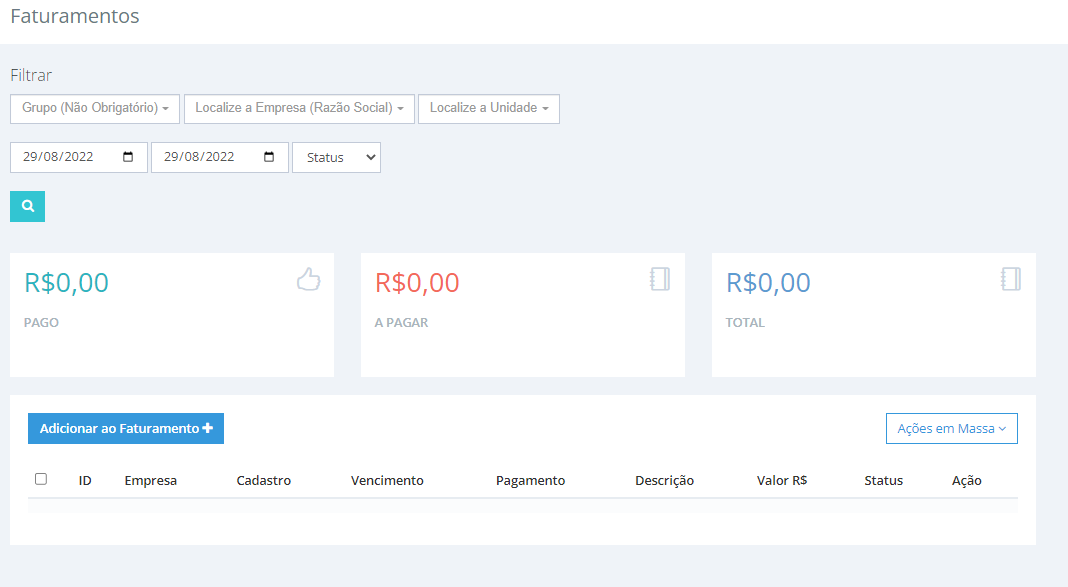 Faturamentos
Filtrar
Grupo (Não Obrigatório) Localize a Empresa (Razão Social) Localize a Unidade
29/08/2022 29/08/2022 Status
R$0,00 R$0,00 R$0,00
PAGO A PAGAR TOTAL
Adicionar ao Faturamento Ações em Massa
ID Empresa Cadastro Vencimento Pagamento Descrição Valor R$ Status Ação